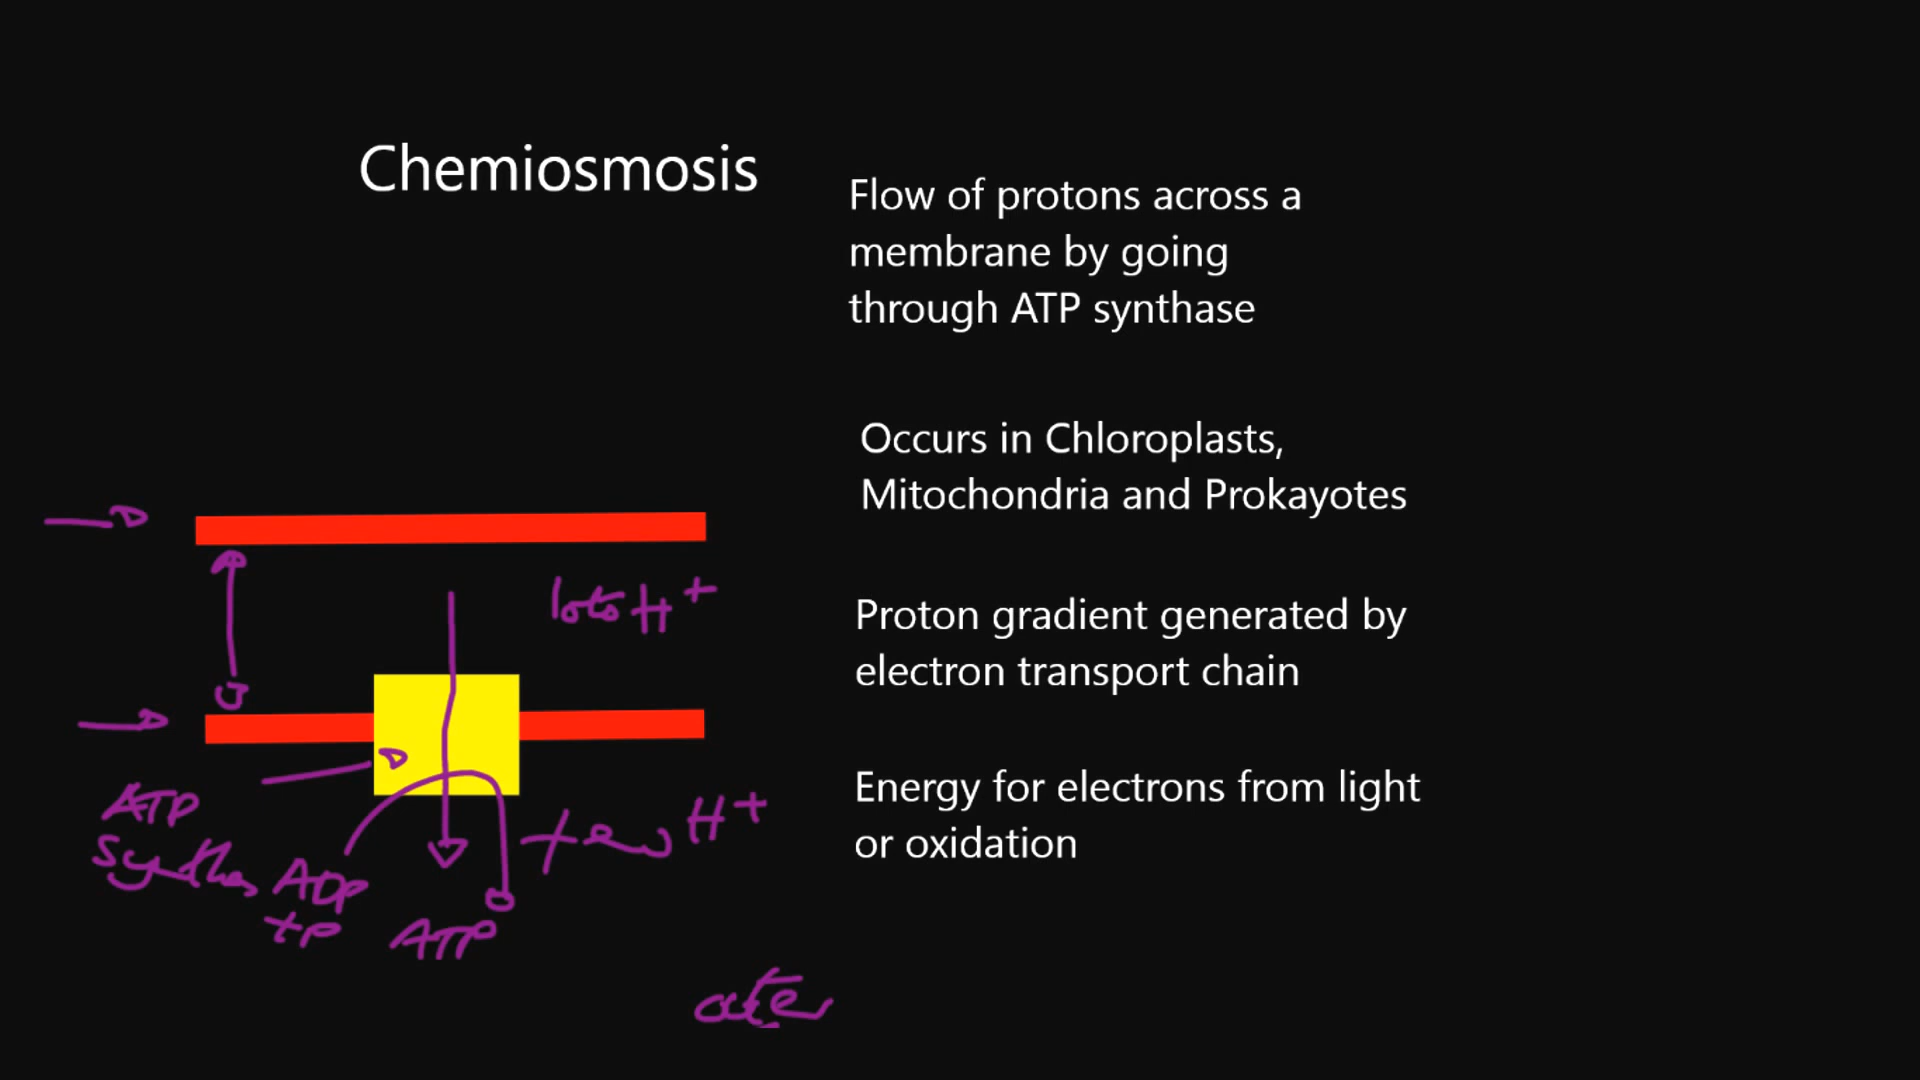 Chemiosmosis
Flow of protons across a
membrane by going
through ATP synthase
Occurs in Chloroplasts,
Mitochondria and Prokayotes
Proton gradient generated by
electron transport chain
Energy for electrons from light
or oxidation
lots H+
few H+
ATP
synthas
ADP
+P
ATP